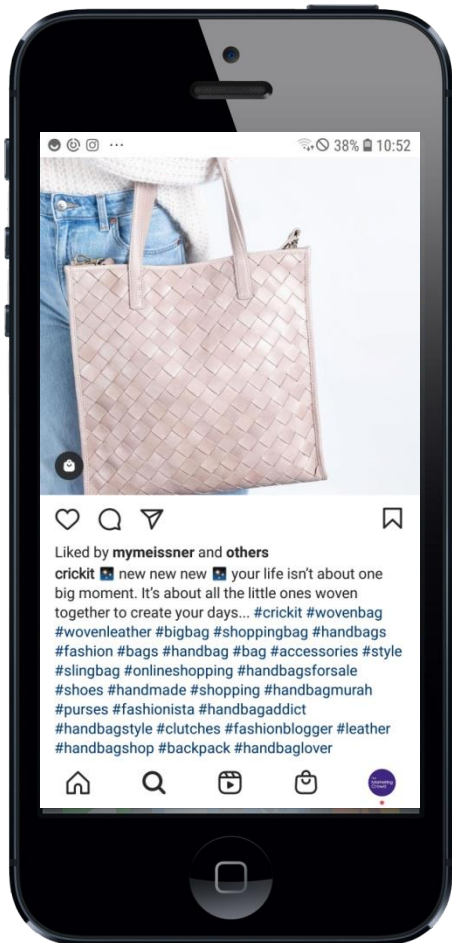 38% 10:52
Liked by mymeissner and others
crickit 🌌 new new new 🌌 your life isn't about one
big moment. It's about all the little ones woven
together to create your days... #crickit #wovenbag
#wovenleather #bigbag #shoppingbag #handbags
#fashion #bags #handbag #bag #accessories #style
#slingbag #onlineshopping #handbagsforsale
#shoes #handmade #shopping #handbagmurah
#purses #fashionista #handbagaddict
#handbagstyle #clutches #fashionblogger #leather
#handbagshop #backpack #handbaglover
Marketing
Crowd